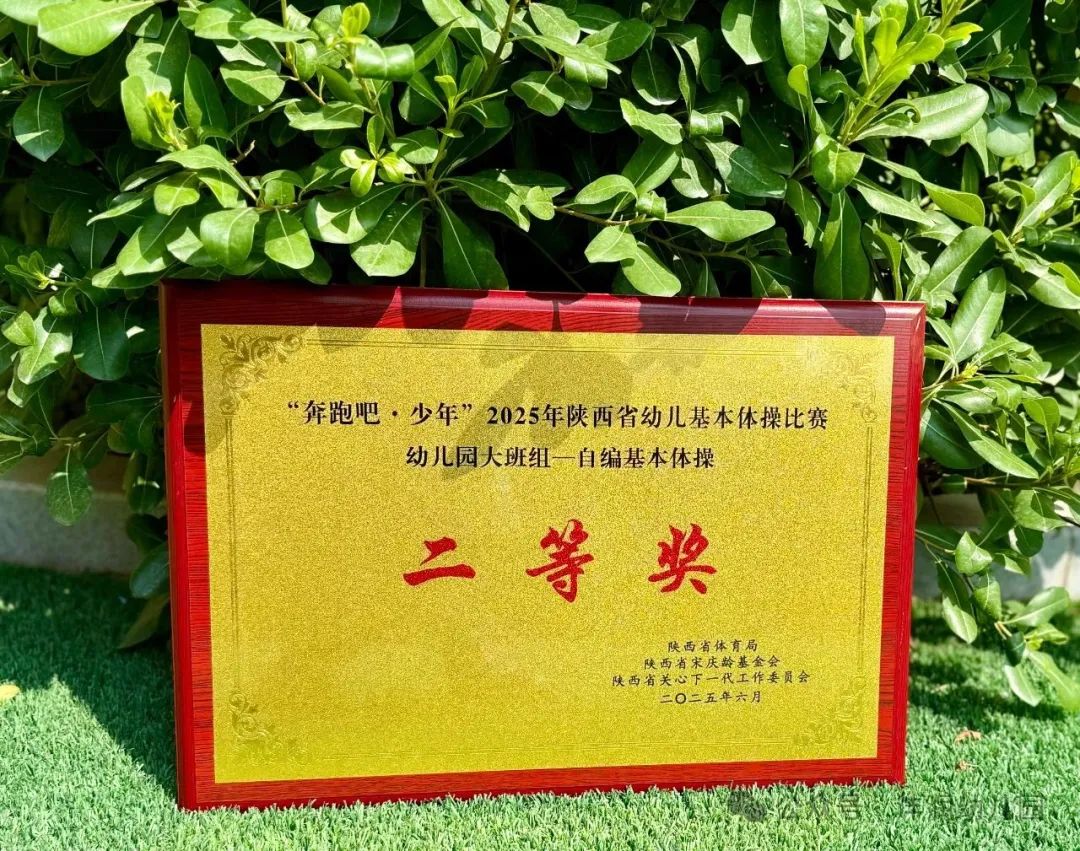 “奔跑吧·少年”2025年陕西省幼儿基本体操比赛
幼儿园大班组—自编基本体操
二等奖
陕西省体育局
陕西省宋庆龄基金会
陕西省关心下一代工作委员会
二〇二五年六月